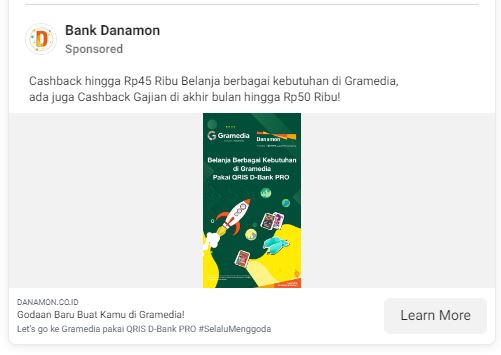 Bank Danamon
Sponsored
Cashback hingga Rp45 Ribu Belanja berbagai kebutuhan di Gramedia,
ada juga Cashback Gajian di akhir bulan hingga Rp50 Ribu!
Gramedia
Danamon
Belanja Berbagai Kebutuhan
di Gramedia
Pakai QRIS D-Bank PRO
DANAMON.CO.ID
Godaan Baru Buat Kamu di Gramedia!
Let's go ke Gramedia pakai QRIS D-Bank PRO #SelaluMenggoda
Learn More